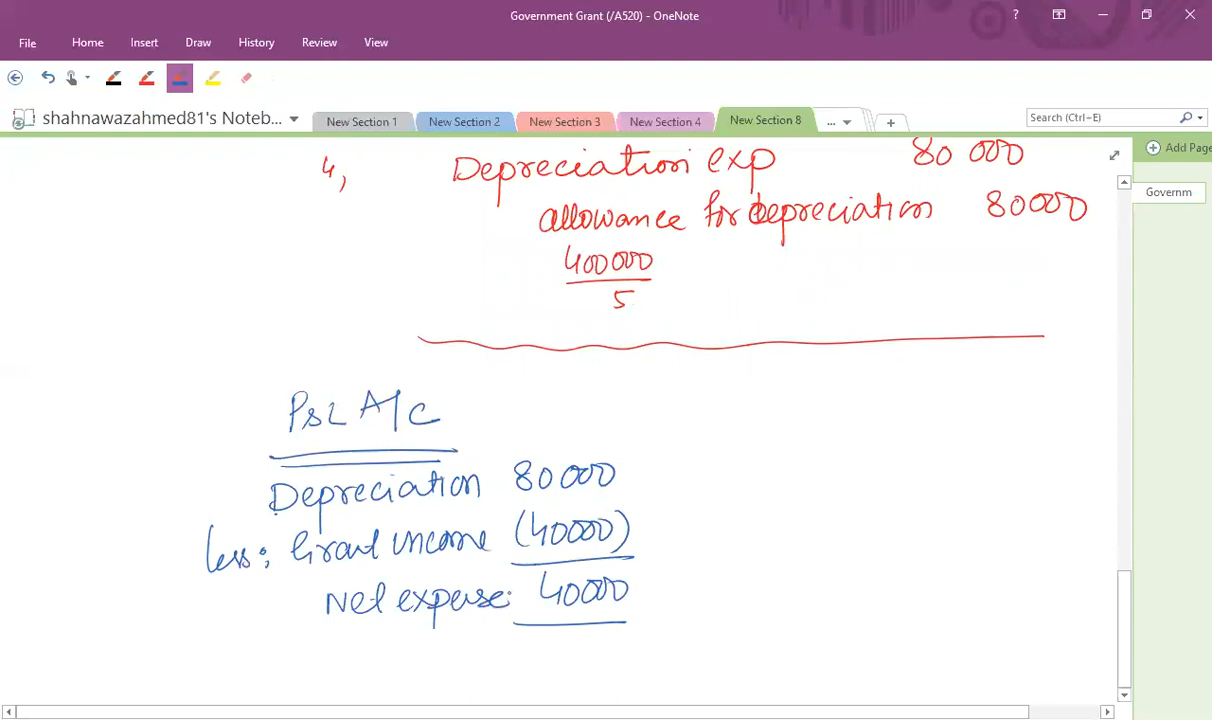 Government Grant (/A520) - OneNote
?
File Home Insert Draw History Review View
shahnawazahmed81's Noteb... New Section 1 New Section 2 New Section 3 New Section 4 New Section 8 ... + Search (Ctrl+E)
Add Page
Governm
4, Depreciation exp 80 000
allowance for depreciation 80000
400000
5
P&L A/C
Depreciation 80000
less: Grant income (40000)
Net expense: 40000